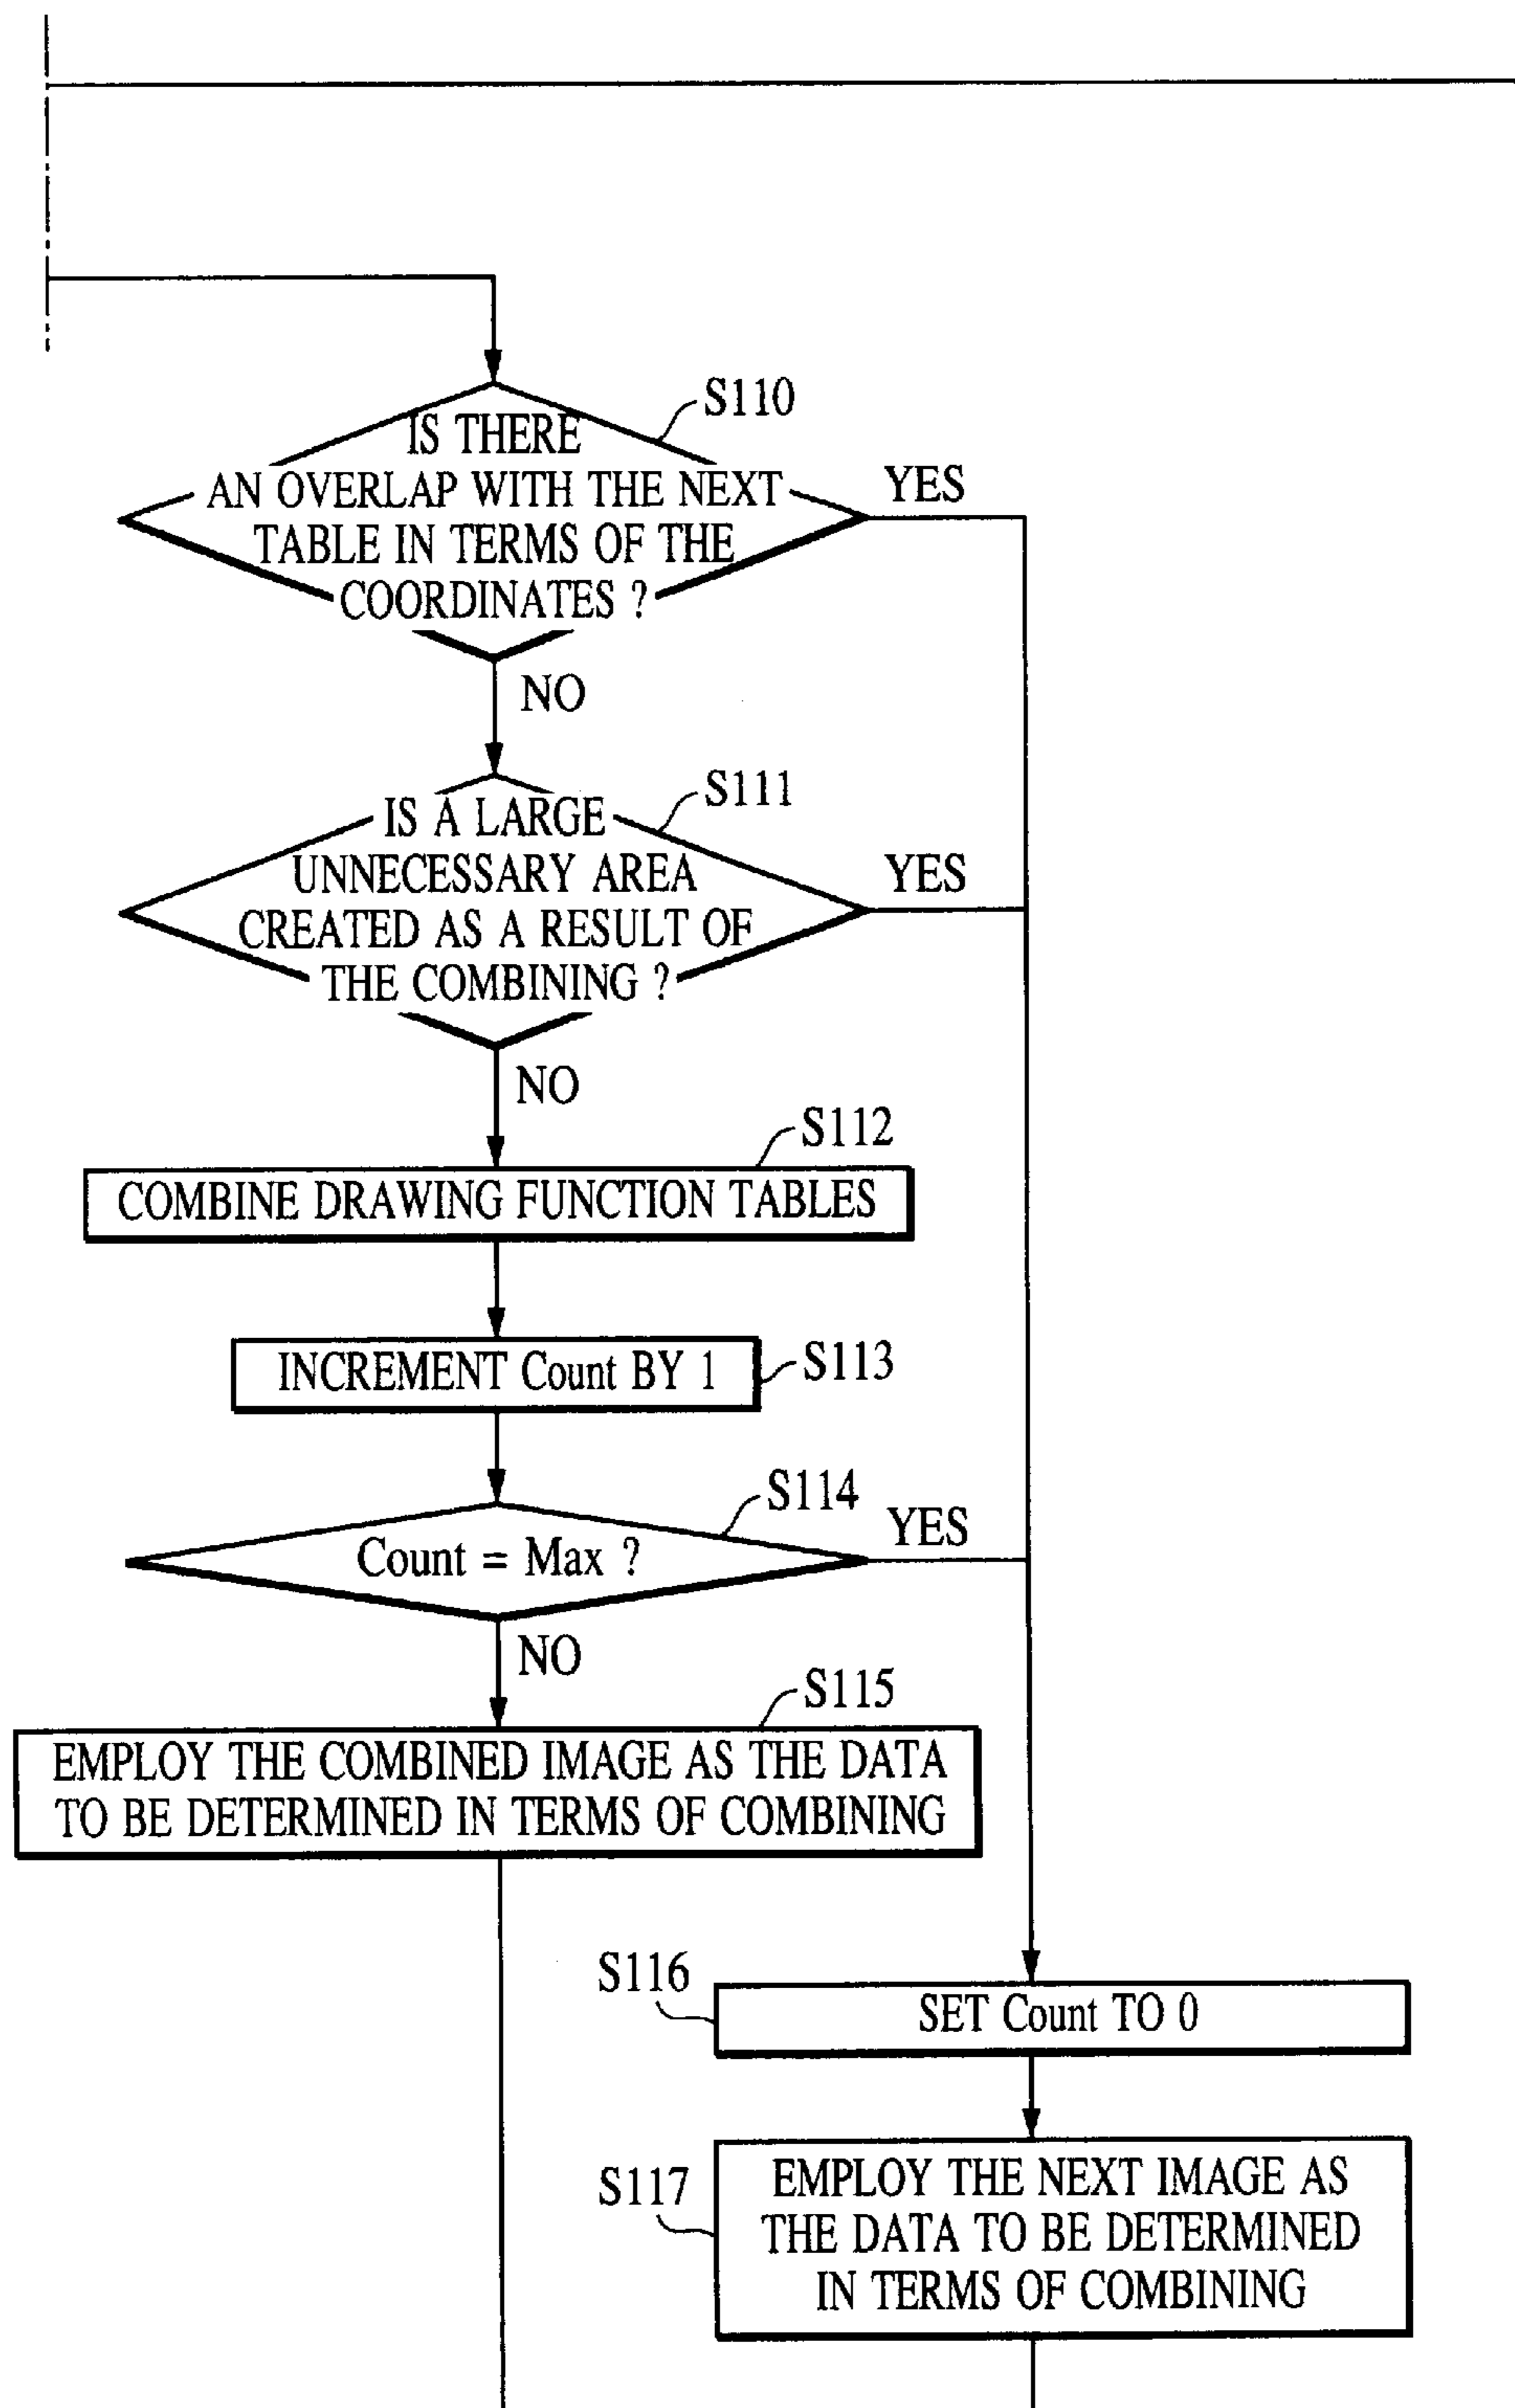 S110
IS THERE
AN OVERLAP WITH THE NEXT
TABLE IN TERMS OF THE
COORDINATES ?
YES
NO
S111
IS A LARGE
UNNECESSARY AREA
CREATED AS A RESULT OF
THE COMBINING ?
YES
NO
S112
COMBINE DRAWING FUNCTION TABLES
INCREMENT Count BY 1
S113
S114
Count = Max ?
YES
NO
S115
EMPLOY THE COMBINED IMAGE AS THE DATA
TO BE DETERMINED IN TERMS OF COMBINING
S116
SET Count TO 0
S117
EMPLOY THE NEXT IMAGE AS
THE DATA TO BE DETERMINED
IN TERMS OF COMBINING